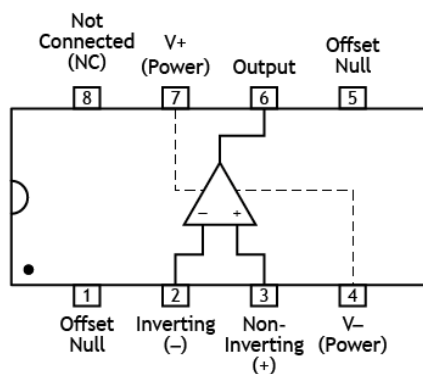 Not
Connected
(NC)
V+
(Power)
Output
Offset
Null
8
7
6
5
–
+
1
2
3
4
Offset
Null
Inverting
(–)
Non-
Inverting
(+)
V–
(Power)